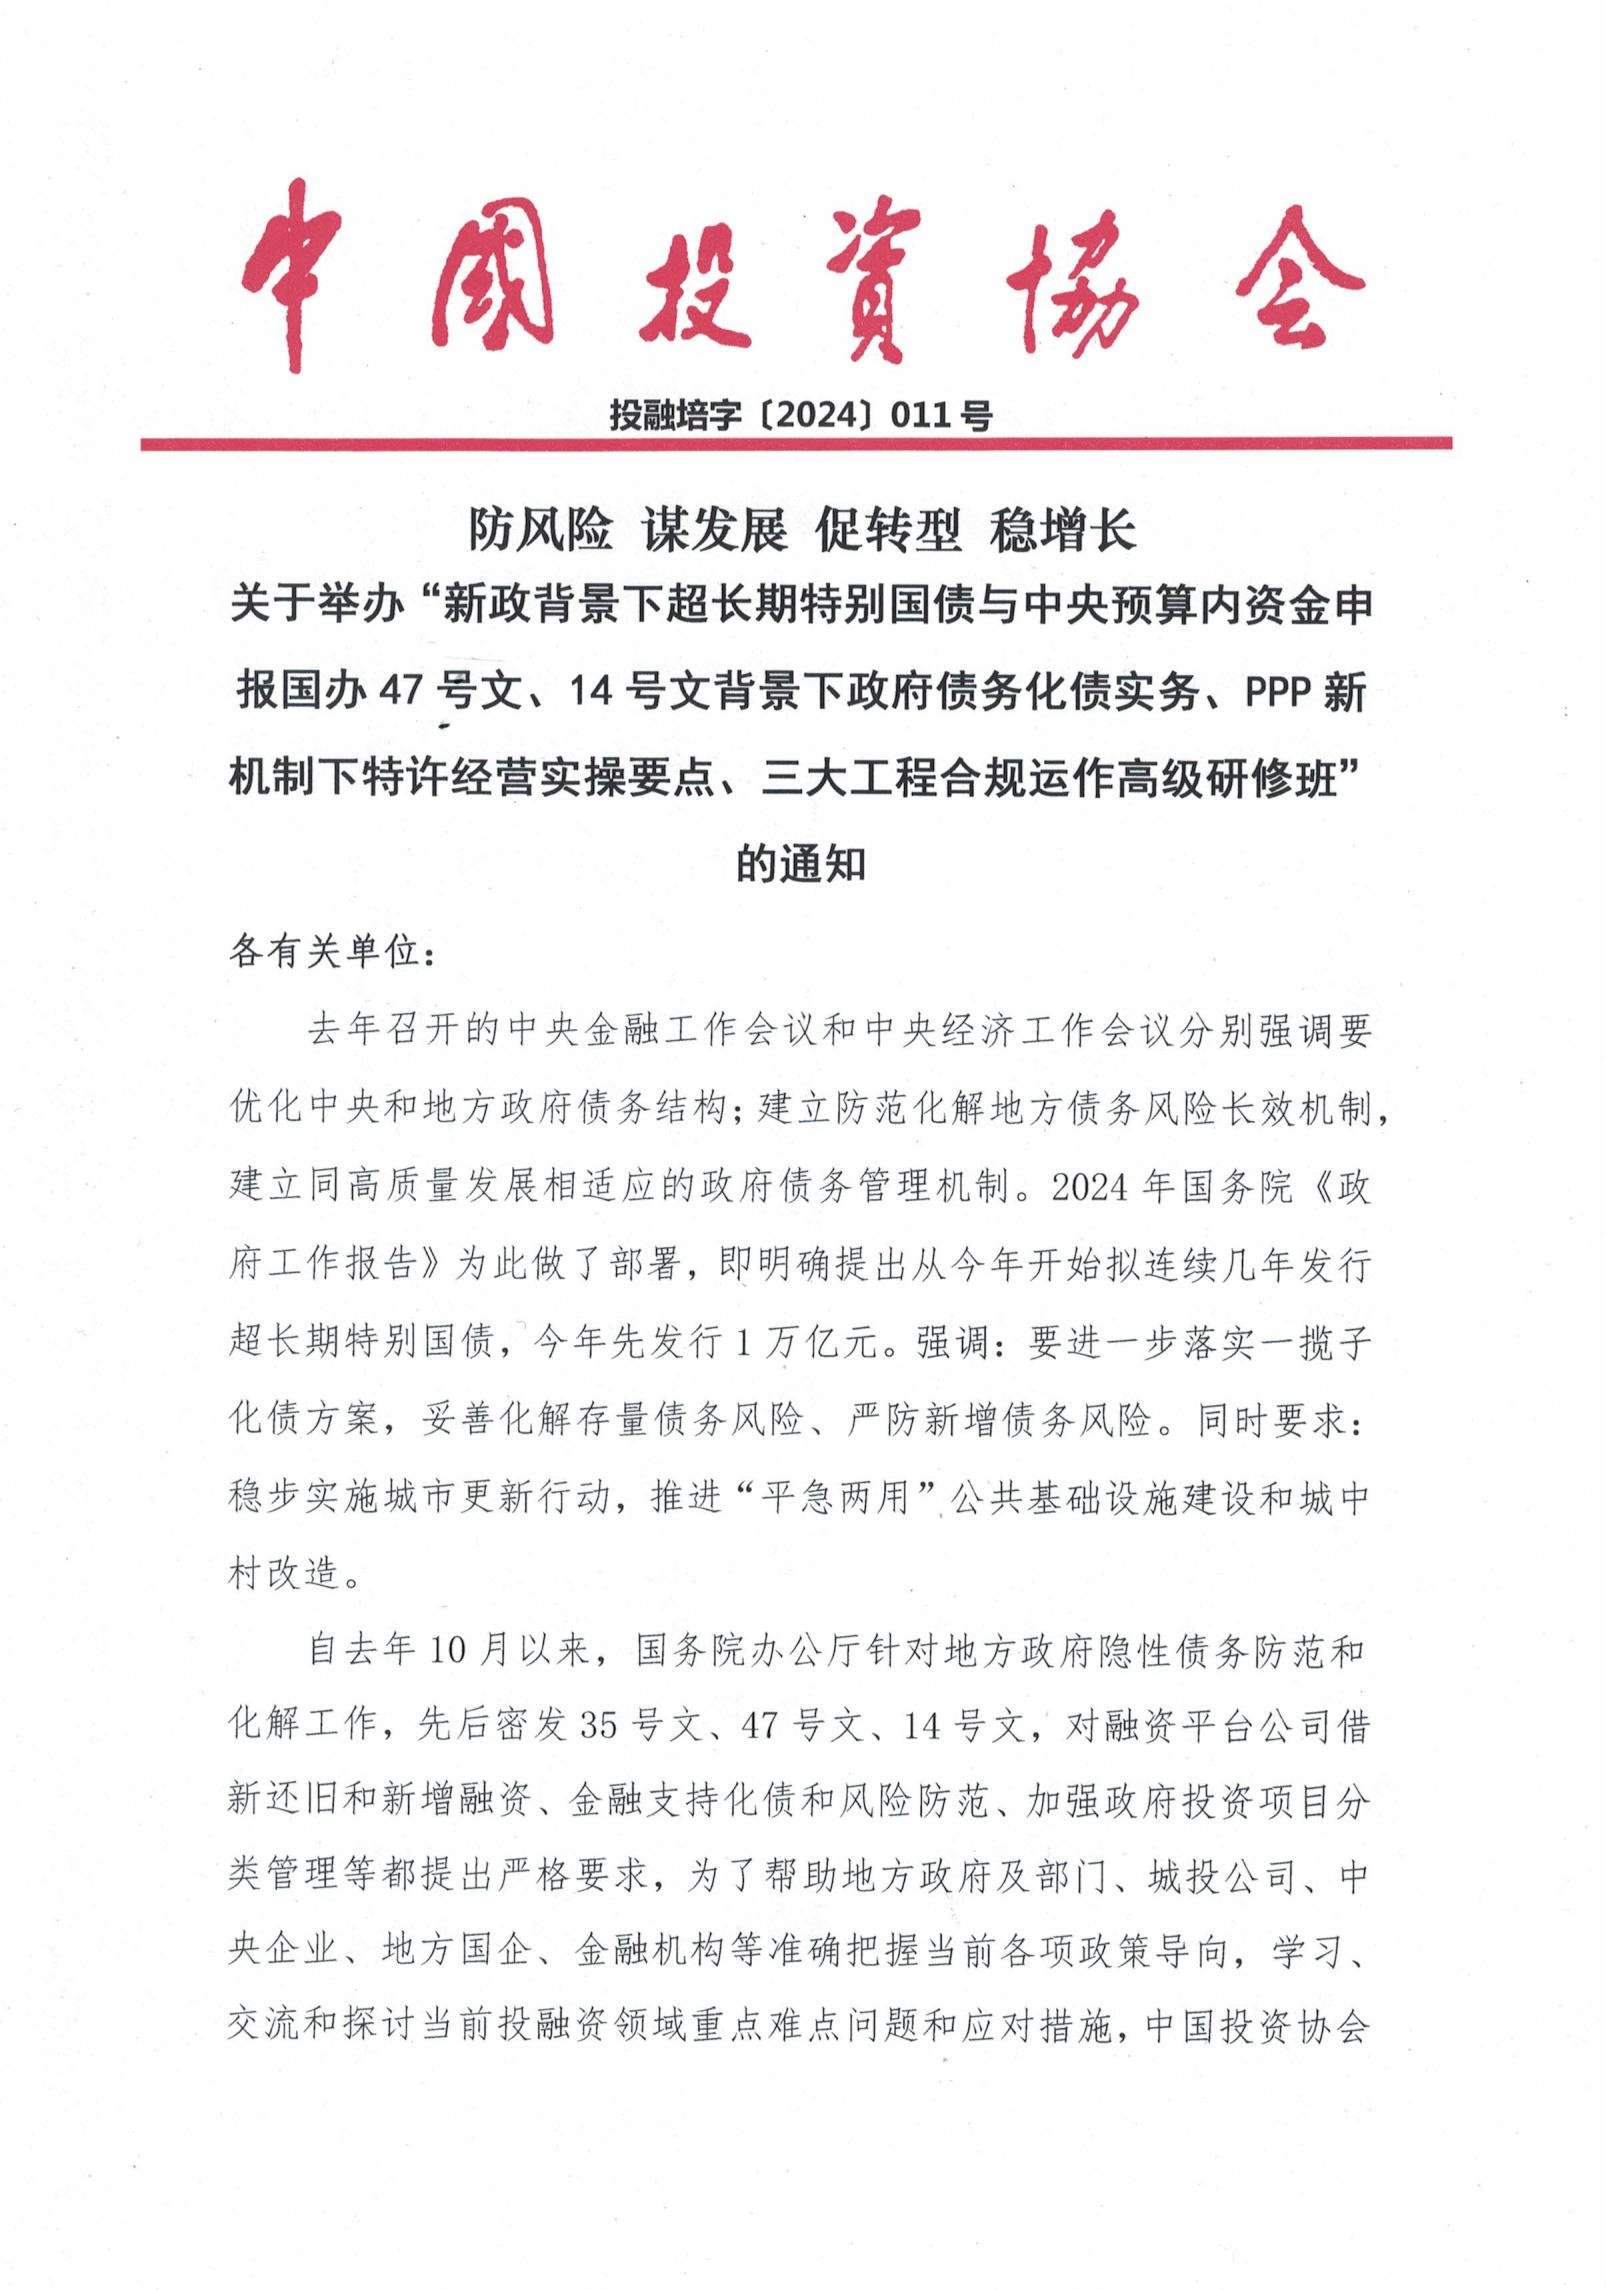 中國投資協会
投融培字〔2024〕011号
防风险 谋发展 促转型 稳增长
关于举办“新政背景下超长期特别国债与中央预算内资金申
报国办 47 号文、14 号文背景下政府债务化债实务、PPP 新
机制下特许经营实操要点、三大工程合规运作高级研修班”
的通知
各有关单位：
去年召开的中央金融工作会议和中央经济工作会议分别强调要
优化中央和地方政府债务结构；建立防范化解地方债务风险长效机制，
建立同高质量发展相适应的政府债务管理机制。2024 年国务院《政
府工作报告》为此做了部署，即明确提出从今年开始拟连续几年发行
超长期特别国债，今年先发行 1 万亿元。强调：要进一步落实一揽子
化债方案，妥善化解存量债务风险、严防新增债务风险。同时要求：
稳步实施城市更新行动，推进“平急两用”公共基础设施建设和城中
村改造。
自去年 10 月以来，国务院办公厅针对地方政府隐性债务防范和
化解工作，先后密发 35 号文、47 号文、14 号文，对融资平台公司借
新还旧和新增融资、金融支持化债和风险防范、加强政府投资项目分
类管理等都提出严格要求，为了帮助地方政府及部门、城投公司、中
央企业、地方国企、金融机构等准确把握当前各项政策导向，学习、
交流和探讨当前投融资领域重点难点问题和应对措施，中国投资协会